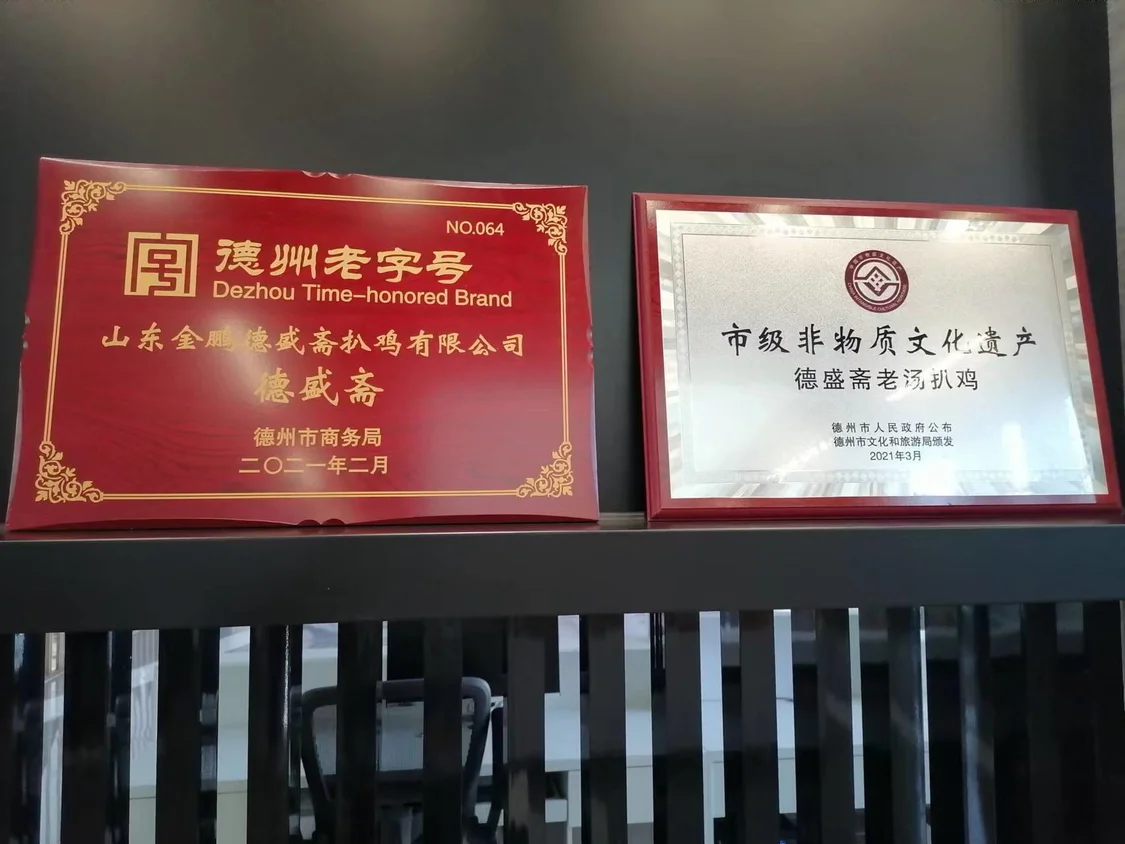 NO.064
德州老字号
Dezhou Time-honored Brand
山东金鹏德盛斋扒鸡有限公司
德盛斋
德州市商务局
二〇二一年二月
市级非物质文化遗产
德盛斋老汤扒鸡
德州市人民政府公布
德州市文化和旅游局颁发
2021年3月